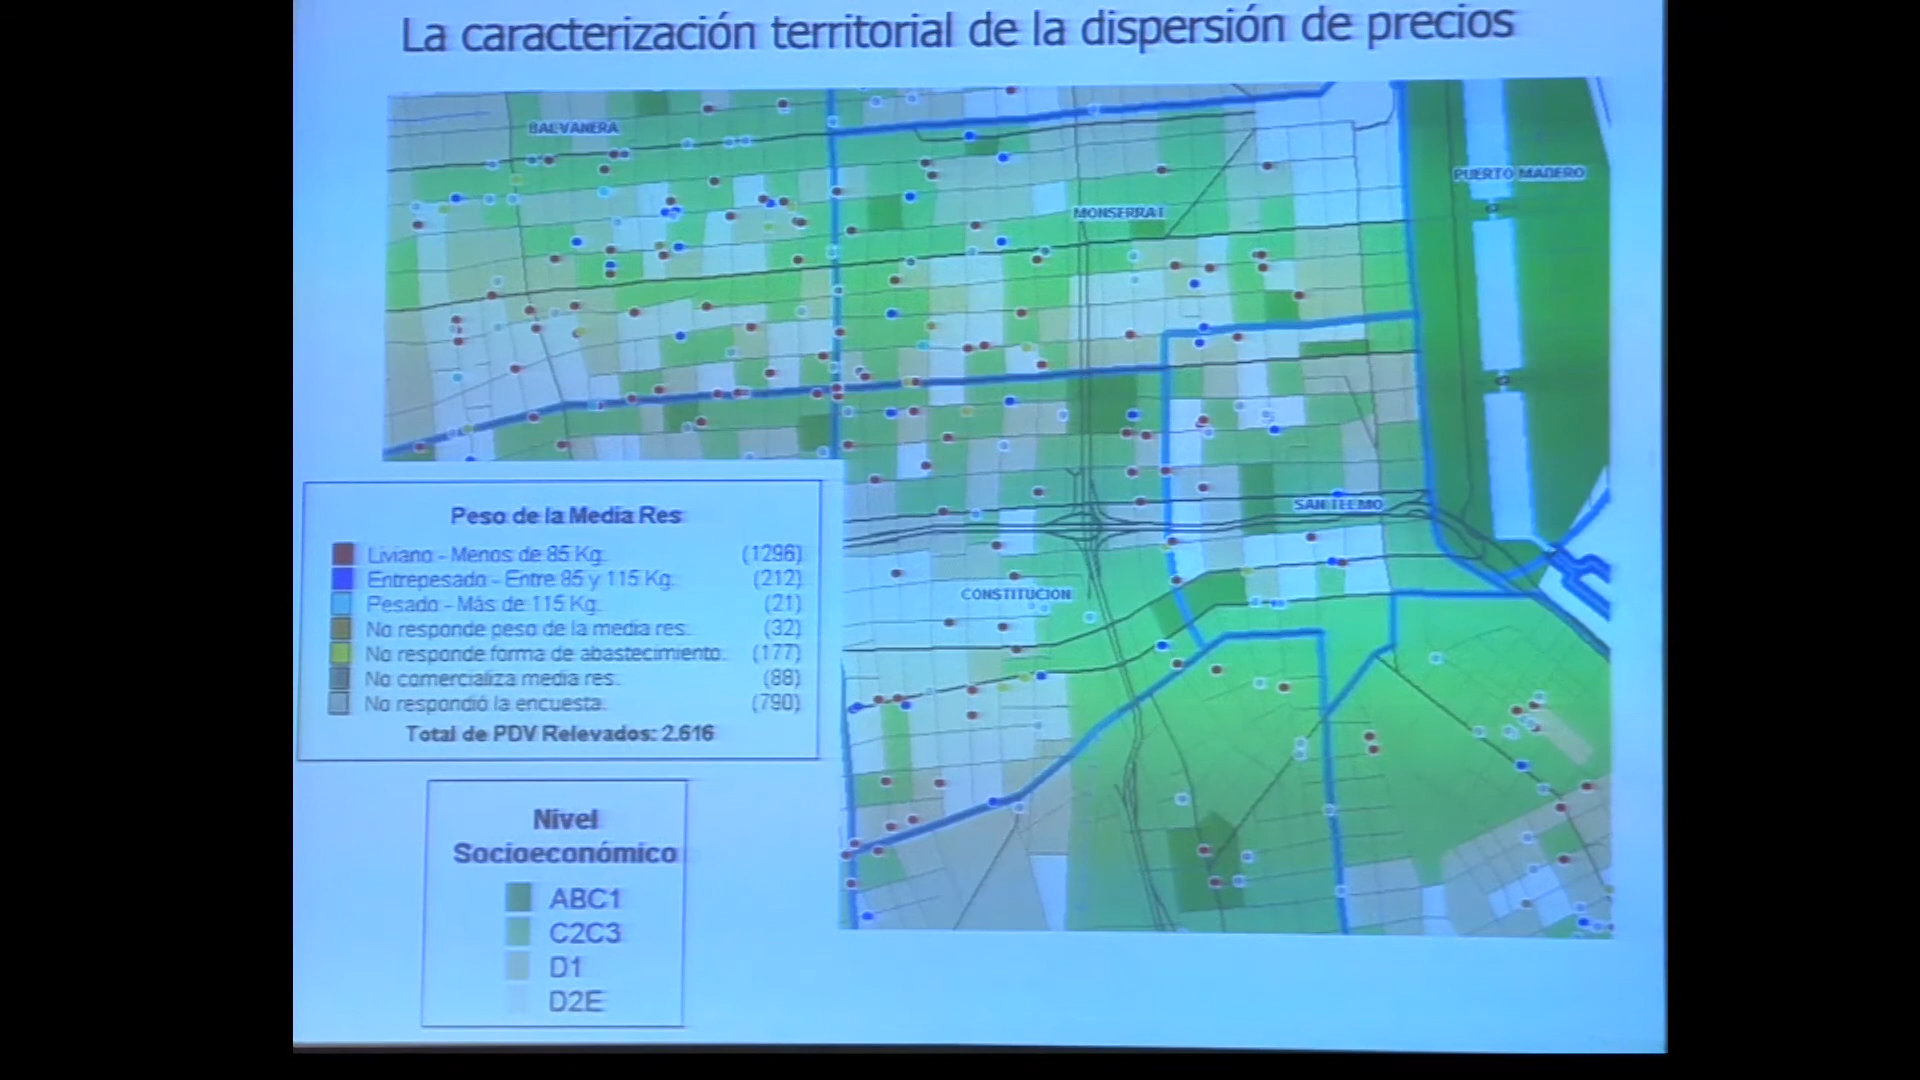 La caracterización territorial de la dispersión de precios
BALVANERA
PUERTO MADERO
MONSERRAT
SAN TELMO
CONSTITUCION
Peso de la Media Res
Liviano - Menos de 85 Kg. (1296)
Entrepesado - Entre 85 y 115 Kg. (212)
Pesado - Más de 115 Kg. (21)
No responde peso de la media res. (32)
No responde forma de abastecimiento. (177)
No comercializa media res. (88)
No respondió la encuesta. (790)
Total de PDV Relevados: 2.616
Nivel
Socioeconómico
ABC1
C2C3
D1
D2E